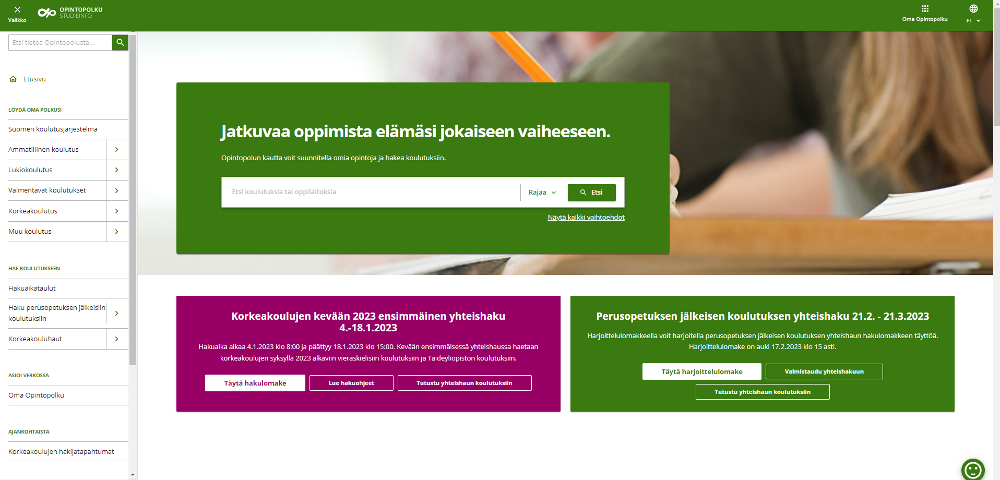 Valikko
OPINTOPOLKU
STUDIEINFO
Oma Opintopolku
FI
Etsi tietoa Opintopolusta...
Etusivu
LÖYDÄ OMA POLKUSI
Suomen koulutusjärjestelmä
Ammatillinen koulutus
Lukiokoulutus
Valmentavat koulutukset
Korkeakoulutus
Muu koulutus
HAE KOULUTUKSEEN
Hakuaikataulut
Haku perusopetuksen jälkeisiin
koulutuksiin
Korkeakouluhaut
ASIOI VERKOSSA
Oma Opintopolku
AJANKOHTAISTA
Korkeakoulujen hakijatapahtumat
Jatkuvaa oppimista elämäsi jokaiseen vaiheeseen.
Opintopolun kautta voit suunnitella omia opintoja ja hakea koulutuksiin.
Etsi koulutuksia tai oppilaitoksia
Rajaa
Etsi
Näytä kaikki vaihtoehdot
Korkeakoulujen kevään 2023 ensimmäinen yhteishaku
4.-18.1.2023
Hakuaika alkaa 4.1.2023 klo 8:00 ja päättyy 18.1.2023 klo 15:00. Kevään ensimmäisessä yhteishaussa haetaan
korkeakoulujen syksyllä 2023 alkaviin vieraskielisiin koulutuksiin ja Taideyliopiston koulutuksiin.
Täytä hakulomake
Lue hakuohjeet
Tutustu yhteishaun koulutuksiin
Perusopetuksen jälkeisen koulutuksen yhteishaku 21.2. - 21.3.2023
Harjoittelulomakkeella voit harjoitella perusopetuksen jälkeisen koulutuksen yhteishaun hakulomakkeen täyttöä.
Harjoittelulomake on auki 17.2.2023 klo 15 asti.
Täytä harjoittelulomake
Valmistaudu yhteishakuun
Tutustu yhteishaun koulutuksiin